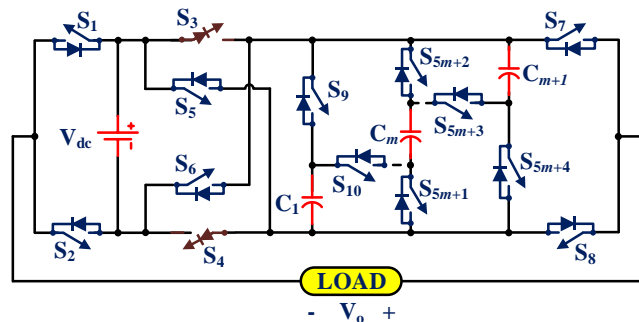 S1 S3 S7
S5m+2 Cm+1
S5 S9
Vdc + - Cm S5m+3
S6
S10 S5m+4
C1 S5m+1
S2 S4 S8
LOAD
- Vo +